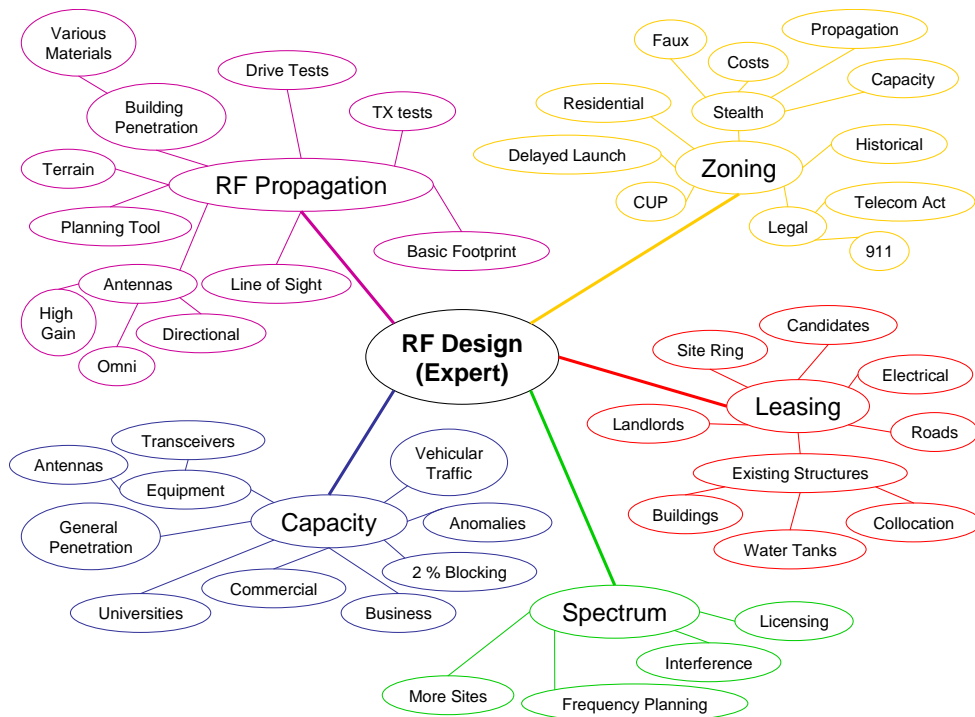 Various
Materials
Drive Tests
Building
Penetration
TX tests
Terrain
RF Propagation
Planning Tool
Basic Footprint
Antennas
Line of Sight
High
Gain
Directional
Omni
Faux
Propagation
Costs
Capacity
Residential
Stealth
Delayed Launch
Zoning
Historical
CUP
Legal
Telecom Act
911
RF Design
(Expert)
Candidates
Site Ring
Electrical
Leasing
Landlords
Roads
Existing Structures
Buildings
Collocation
Water Tanks
Transceivers
Vehicular
Traffic
Antennas
Equipment
General
Penetration
Capacity
Anomalies
2 % Blocking
Commercial
Universities
Business
Spectrum
Licensing
Interference
More Sites
Frequency Planning